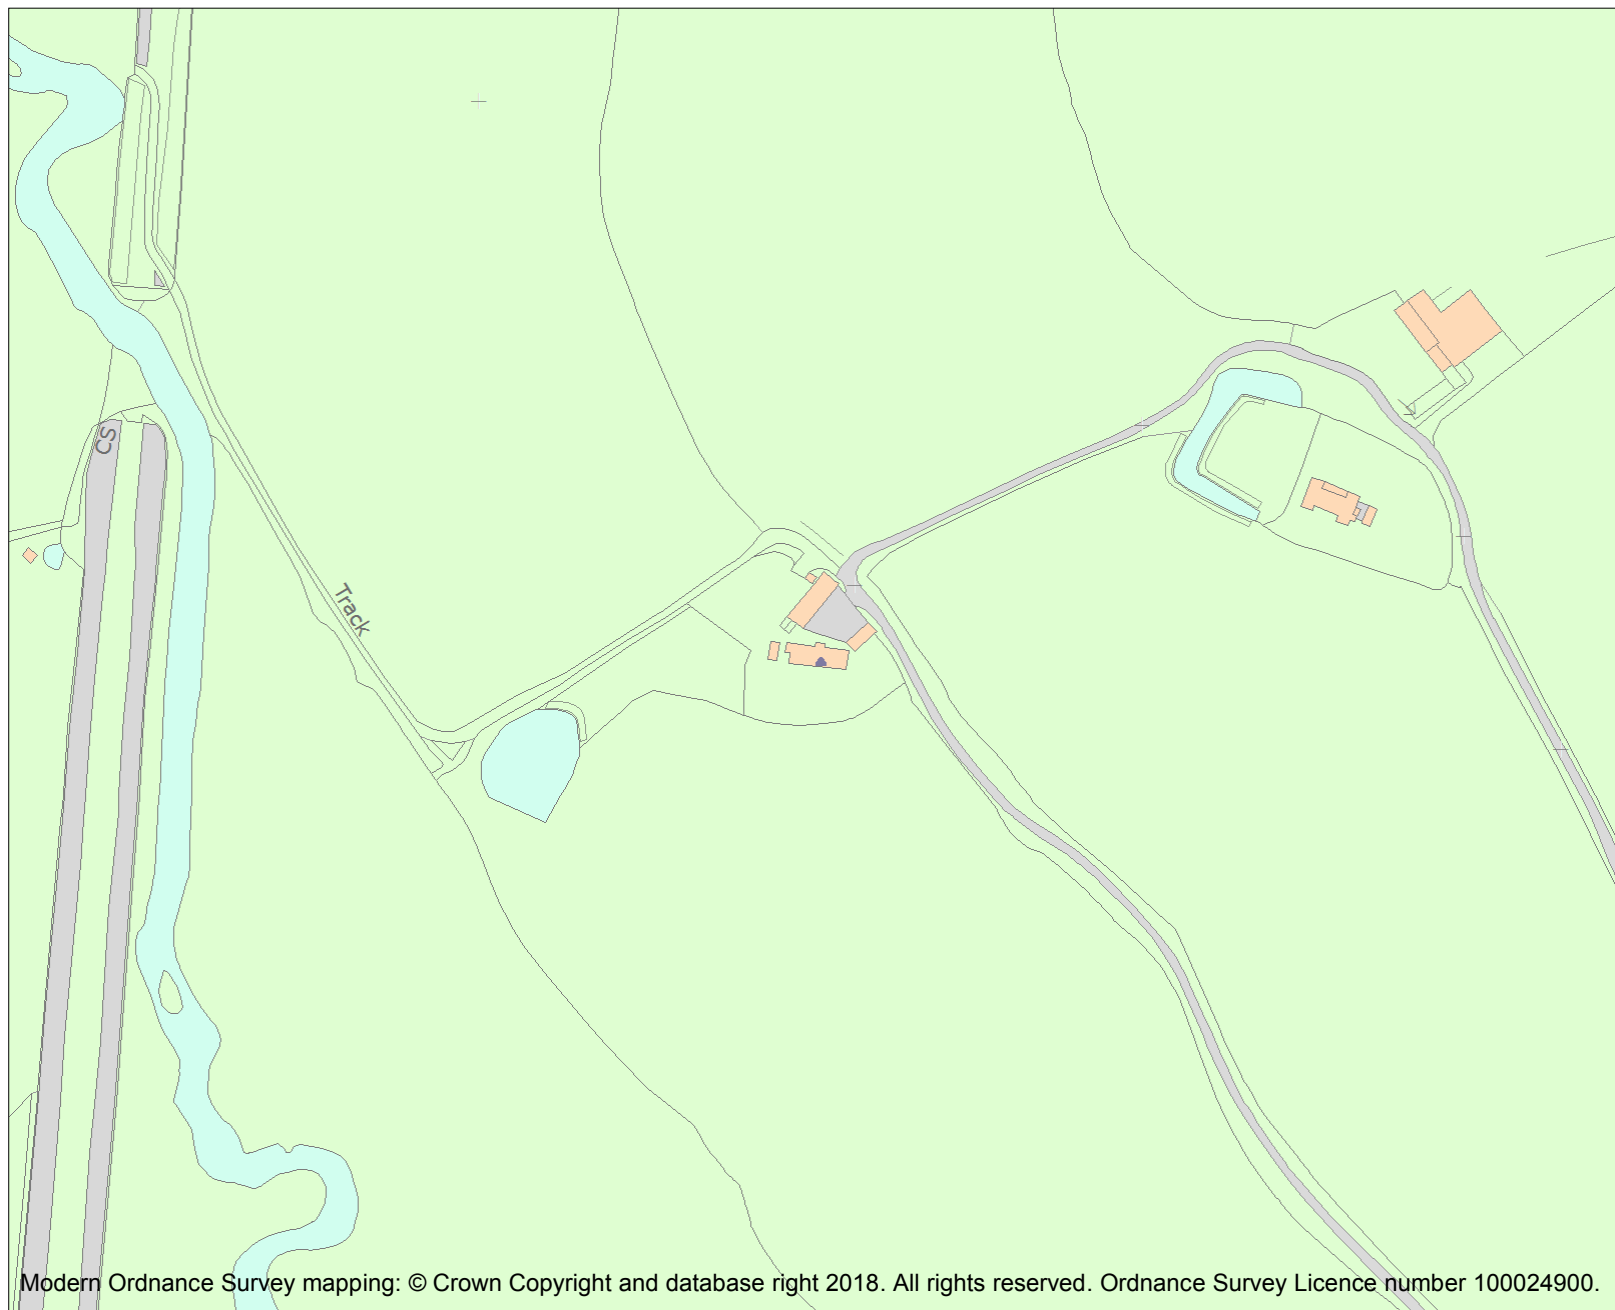 CS
Track
Modern Ordnance Survey mapping: © Crown Copyright and database right 2018. All rights reserved. Ordnance Survey Licence number 100024900.